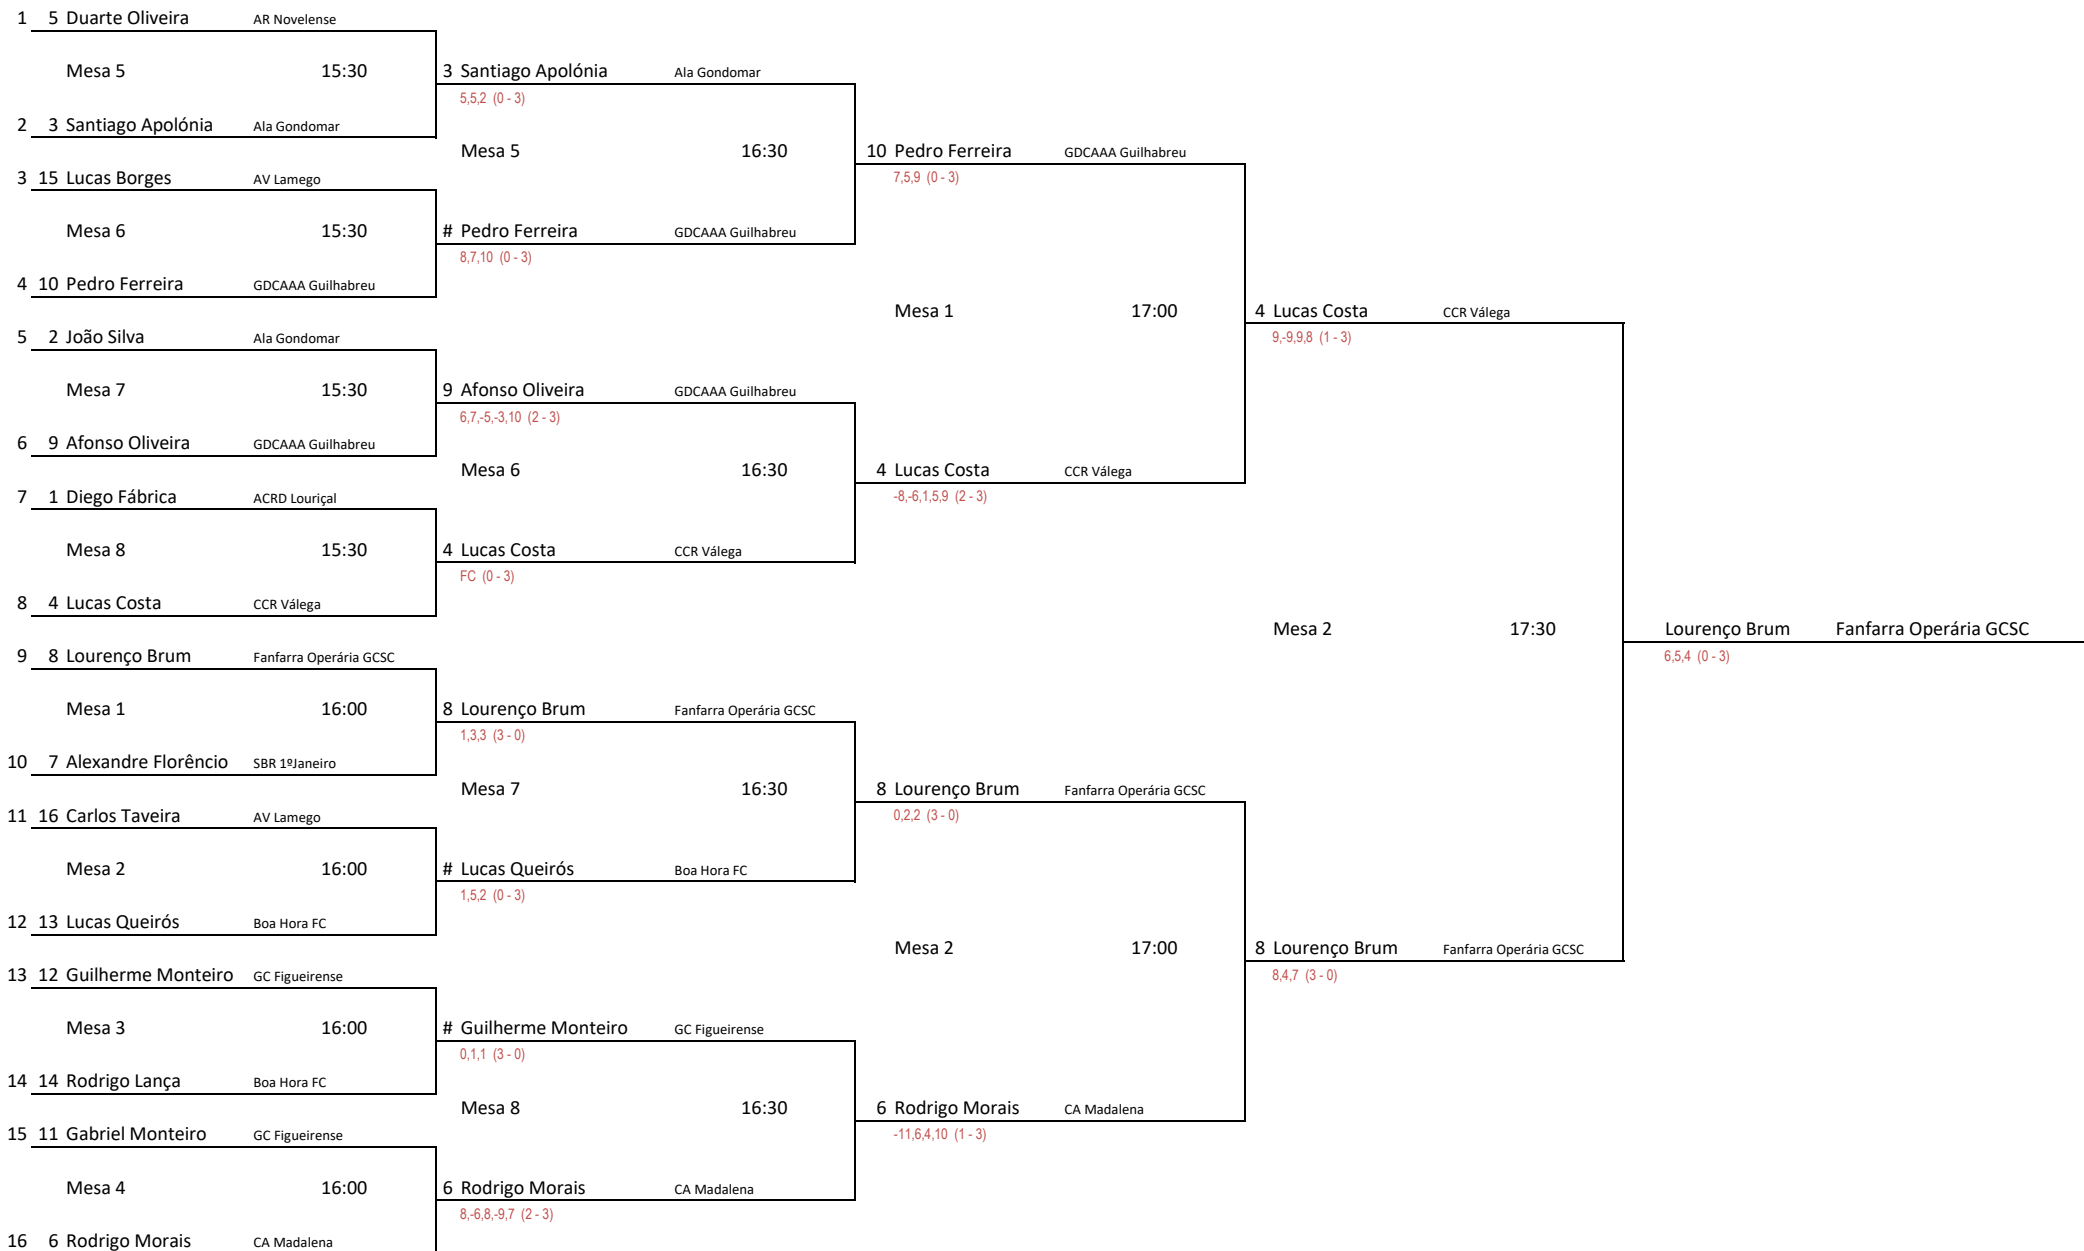 1 5 Duarte Oliveira AR Novelense
Mesa 5 15:30 3 Santiago Apolónia Ala Gondomar
5,5,2 (0 - 3)
2 3 Santiago Apolónia Ala Gondomar
Mesa 5 16:30 10 Pedro Ferreira GDCAAA Guilhabreu
3 15 Lucas Borges AV Lamego 7,5,9 (0 - 3)
Mesa 6 15:30 # Pedro Ferreira GDCAAA Guilhabreu
8,7,10 (0 - 3)
4 10 Pedro Ferreira GDCAAA Guilhabreu
Mesa 1 17:00 4 Lucas Costa CCR Válega
5 2 João Silva Ala Gondomar 9,-9,9,8 (1 - 3)
Mesa 7 15:30 9 Afonso Oliveira GDCAAA Guilhabreu
6,7,-5,-3,10 (2 - 3)
6 9 Afonso Oliveira GDCAAA Guilhabreu
Mesa 6 16:30 4 Lucas Costa CCR Válega
7 1 Diego Fábrica ACRD Louriçal -8,-6,1,5,9 (2 - 3)
Mesa 8 15:30 4 Lucas Costa CCR Válega
FC (0 - 3)
8 4 Lucas Costa CCR Válega
Mesa 2 17:30 Lourenço Brum Fanfarra Operária GCSC
9 8 Lourenço Brum Fanfarra Operária GCSC 6,5,4 (0 - 3)
Mesa 1 16:00 8 Lourenço Brum Fanfarra Operária GCSC
1,3,3 (3 - 0)
10 7 Alexandre Florêncio SBR 1ºJaneiro
Mesa 7 16:30 8 Lourenço Brum Fanfarra Operária GCSC
11 16 Carlos Taveira AV Lamego 0,2,2 (3 - 0)
Mesa 2 16:00 # Lucas Queirós Boa Hora FC
1,5,2 (0 - 3)
12 13 Lucas Queirós Boa Hora FC
Mesa 2 17:00 8 Lourenço Brum Fanfarra Operária GCSC
13 12 Guilherme Monteiro GC Figueirense 8,4,7 (3 - 0)
Mesa 3 16:00 # Guilherme Monteiro GC Figueirense
0,1,1 (3 - 0)
14 14 Rodrigo Lança Boa Hora FC
Mesa 8 16:30 6 Rodrigo Morais CA Madalena
15 11 Gabriel Monteiro GC Figueirense -11,6,4,10 (1 - 3)
Mesa 4 16:00 6 Rodrigo Morais CA Madalena
8,-6,8,-9,7 (2 - 3)
16 6 Rodrigo Morais CA Madalena